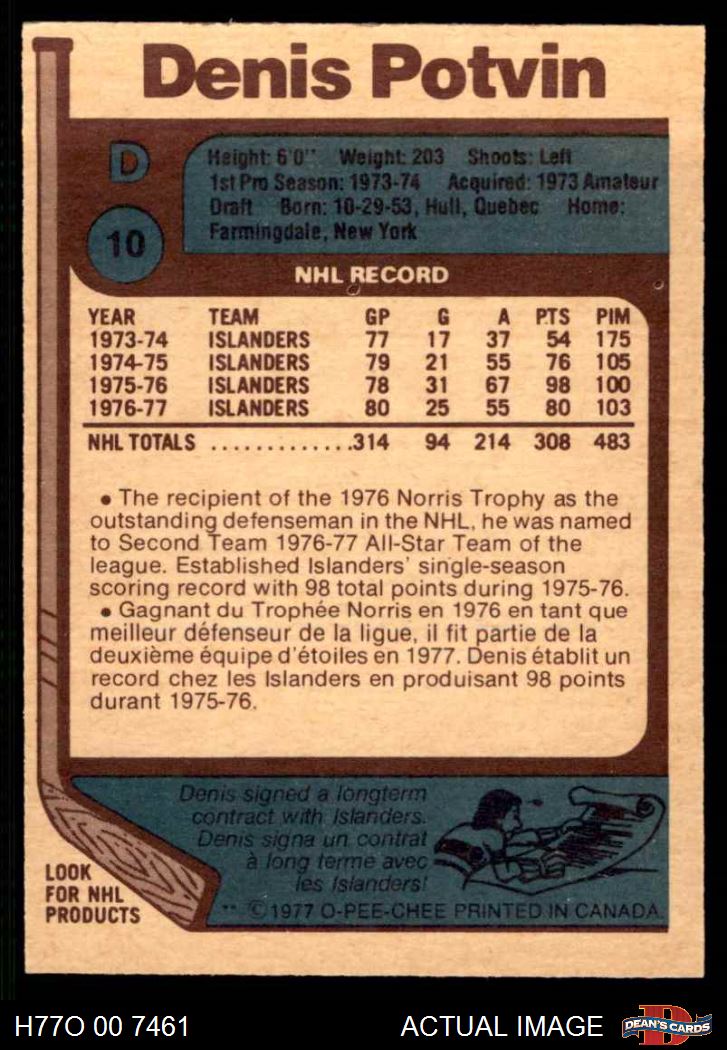 Denis Potvin
D
10
Height: 6'0" Weight: 203 Shoots: Left
1st Pro Season: 1973-74 Acquired: 1973 Amateur
Draft Born: 10-29-53, Hull, Quebec Home:
Farmingdale, New York
NHL RECORD
YEAR TEAM GP G A PTS PIM
1973-74 ISLANDERS 77 17 37 54 175
1974-75 ISLANDERS 79 21 55 76 105
1975-76 ISLANDERS 78 31 67 98 100
1976-77 ISLANDERS 80 25 55 80 103
NHL TOTALS .............314 94 214 308 483
• The recipient of the 1976 Norris Trophy as the
outstanding defenseman in the NHL, he was named
to Second Team 1976-77 All-Star Team of the
league. Established Islanders' single-season
scoring record with 98 total points during 1975-76.
• Gagnant du Trophée Norris en 1976 en tant que
meilleur défenseur de la ligue, il fit partie de la
deuxième équipe d'étoiles en 1977. Denis établit un
record chez les Islanders en produisant 98 points
durant 1975-76.
Denis signed a longterm
contract with Islanders.
Denis signa un contrat
à long terme avec
les Islanders!
LOOK
FOR NHL
PRODUCTS
** ©1977 O-PEE-CHEE PRINTED IN CANADA.
H77O 00 7461
ACTUAL IMAGE
D
DEAN'S CARDS